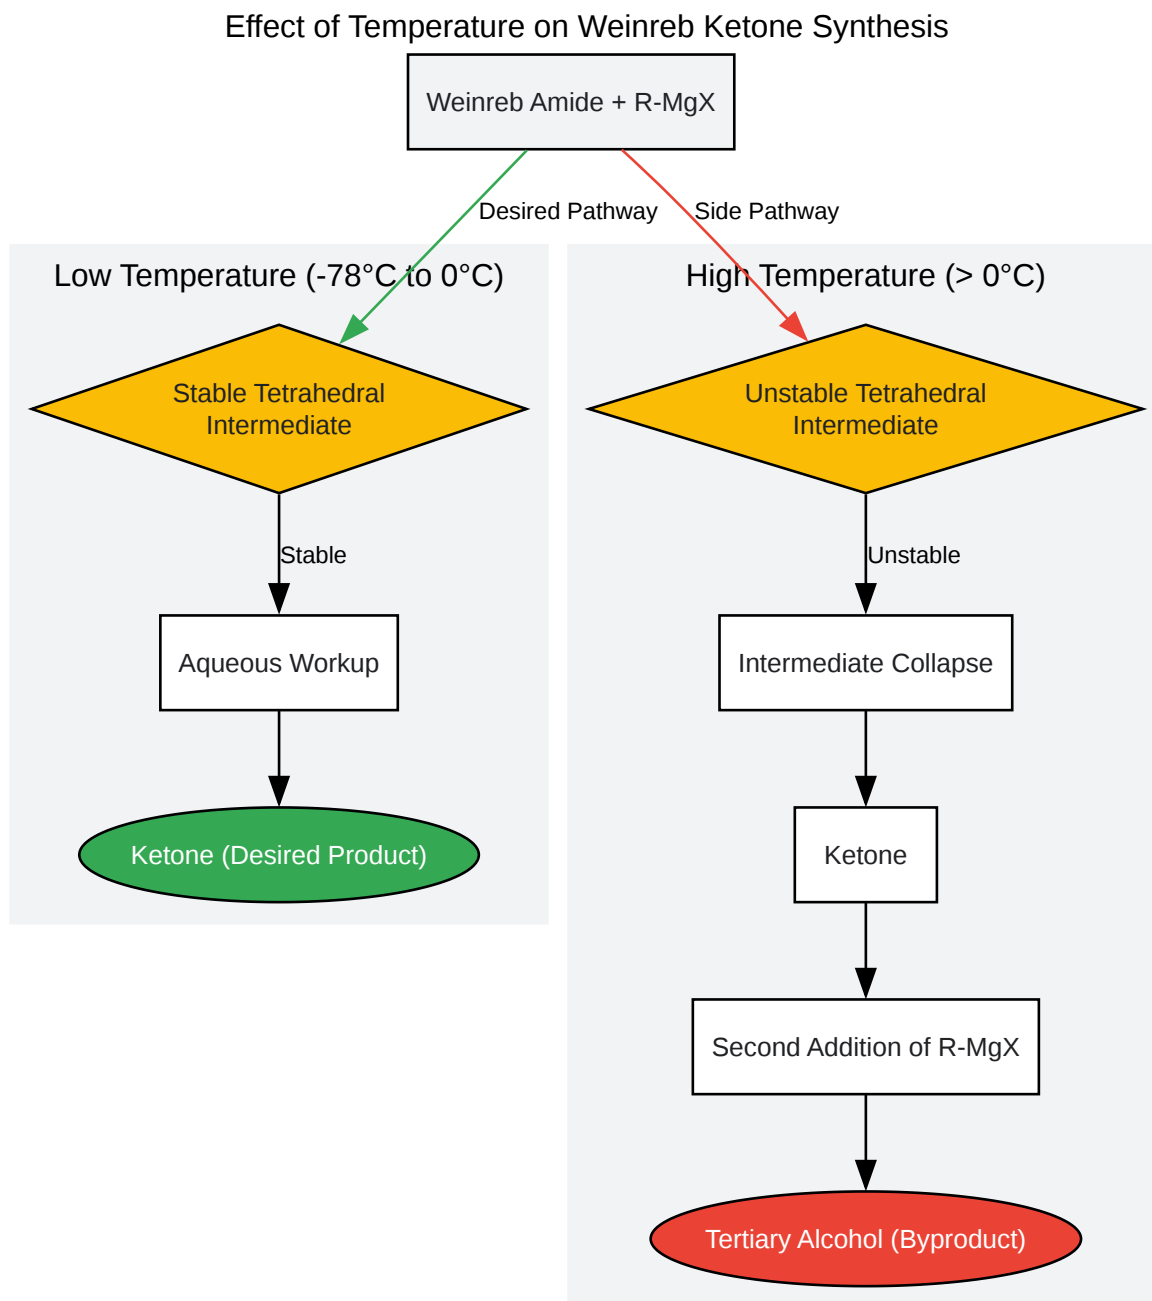 Effect of Temperature on Weinreb Ketone Synthesis
Weinreb Amide + R-MgX
Desired Pathway
Side Pathway
Low Temperature (-78°C to 0°C)
Stable Tetrahedral
Intermediate
Stable
Aqueous Workup
Ketone (Desired Product)
High Temperature (> 0°C)
Unstable Tetrahedral
Intermediate
Unstable
Intermediate Collapse
Ketone
Second Addition of R-MgX
Tertiary Alcohol (Byproduct)